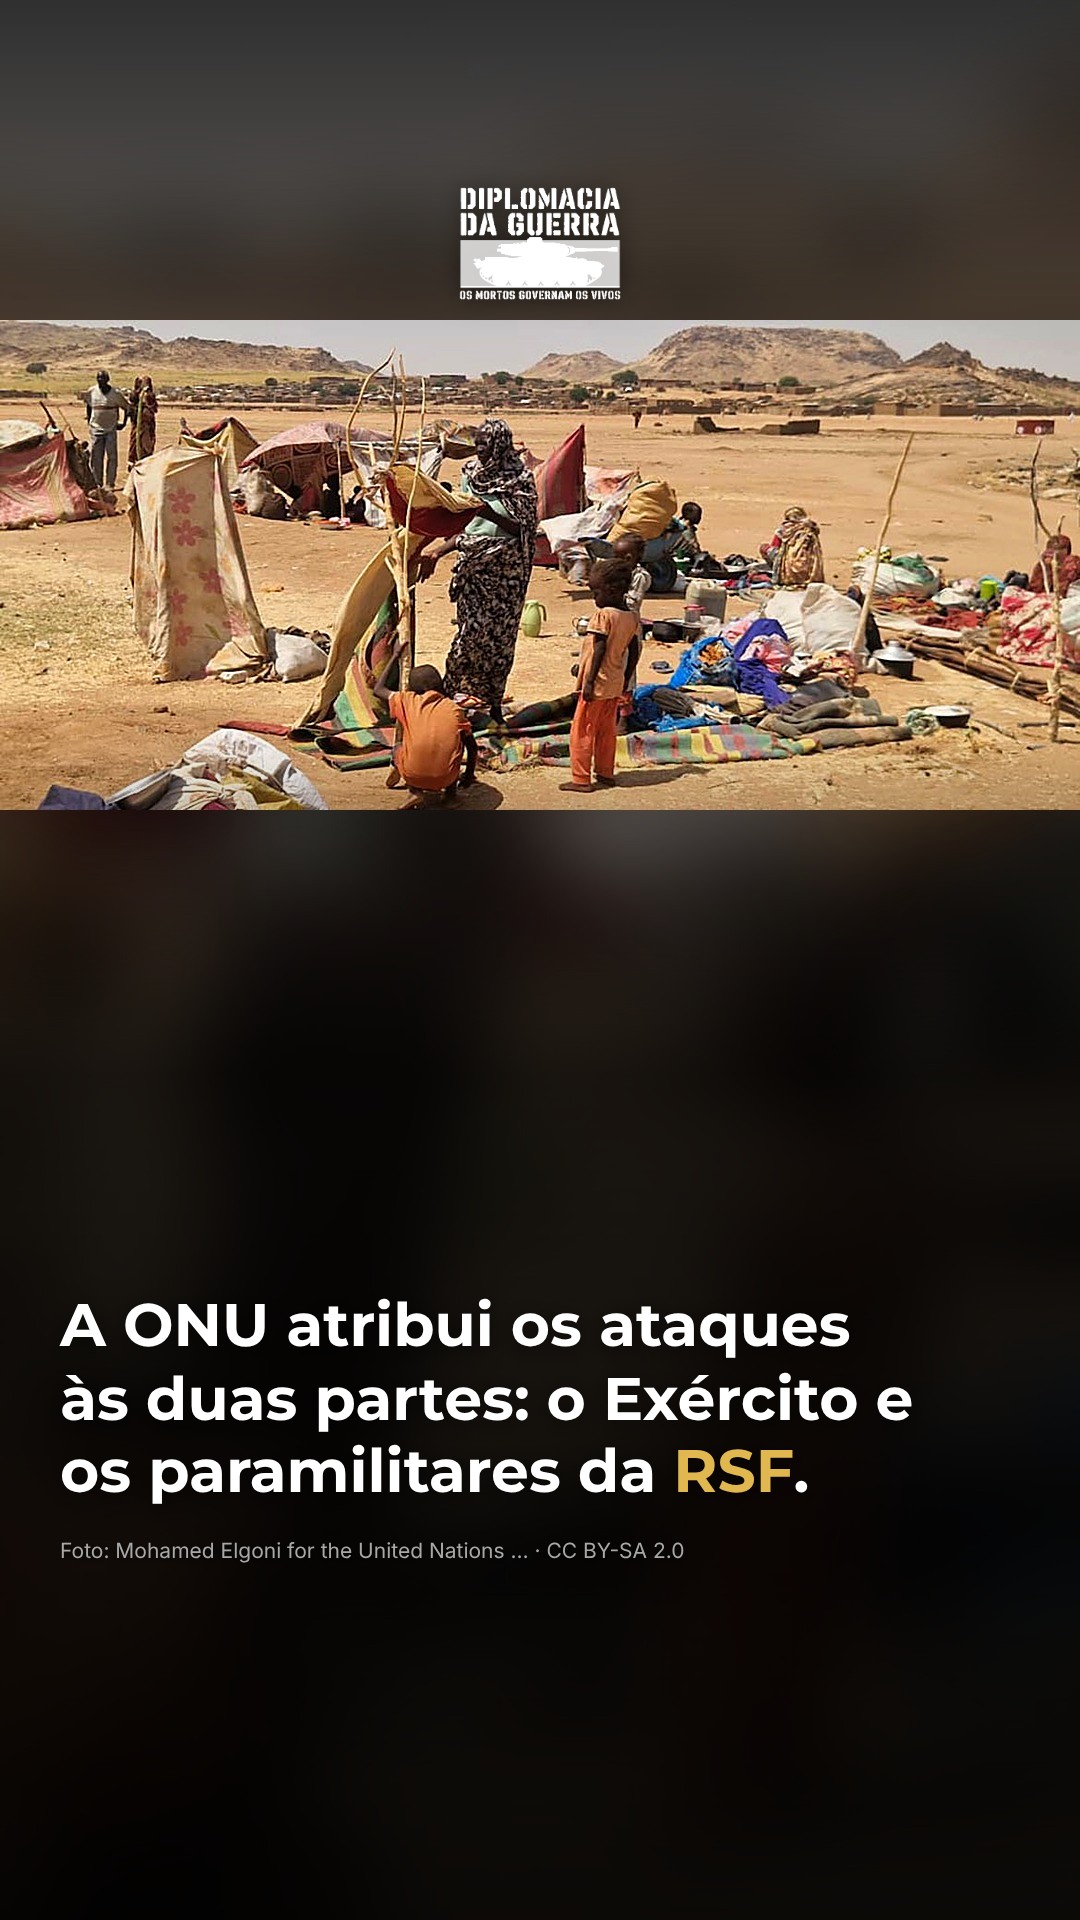 DIPLOMACIA
DA GUERRA
OS MORTOS GOVERNAM OS VIVOS
A ONU atribui os ataques
às duas partes: o Exército e
os paramilitares da RSF.
Foto: Mohamed Elgoni for the United Nations ... · CC BY-SA 2.0